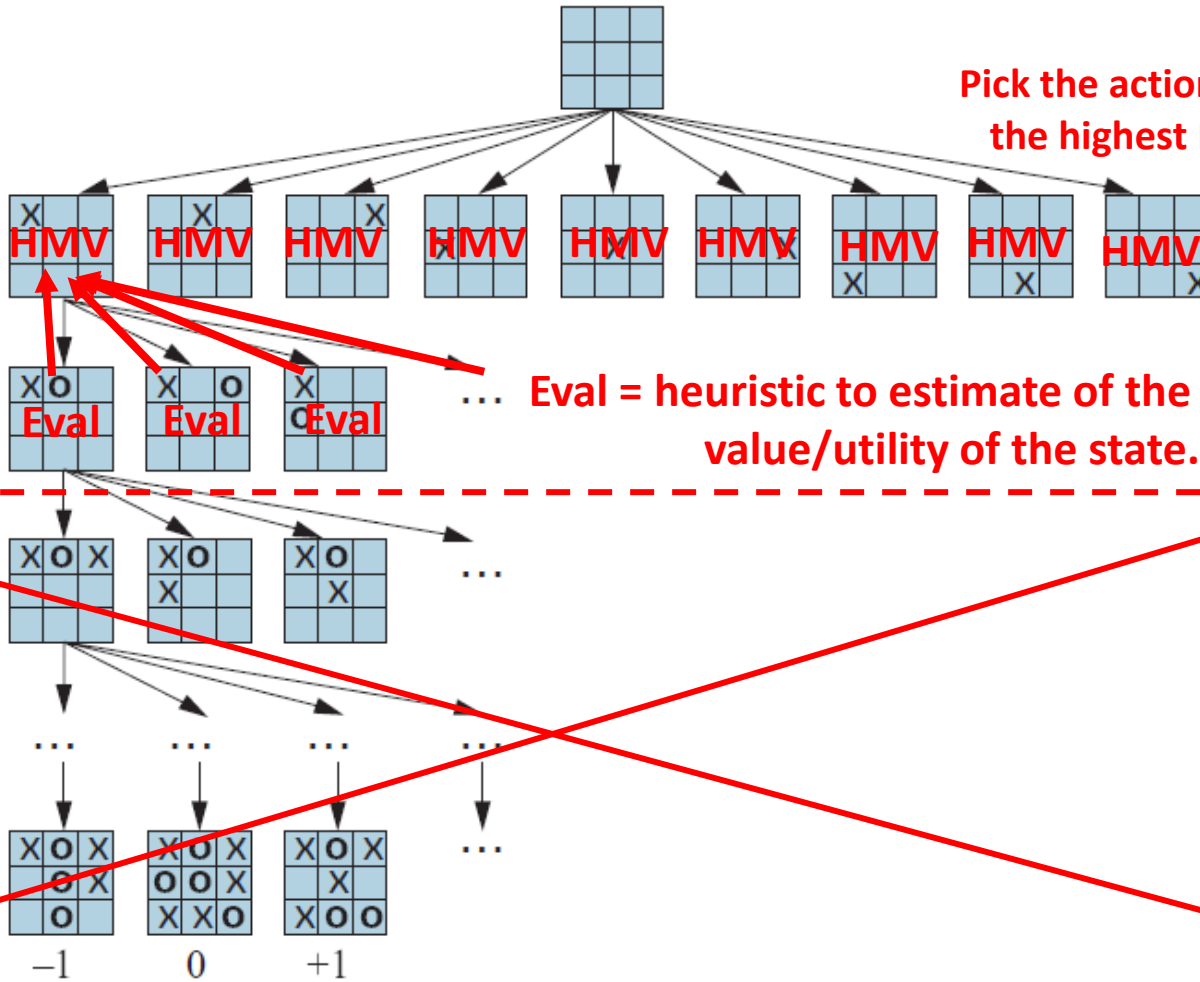 Pick the action
the highest
X X X
HMV HMV HMV X HMV HMV X HMV X HMV HMV HMV
X X X
X O X O X
Eval Eval O Eval
... Eval = heuristic to estimate of the
value/utility of the state.
X O X X O X O
X X ...
... ... ... ...
X O X X O X X O X ...
O X O O X X
O X X O X O O
−1 0 +1